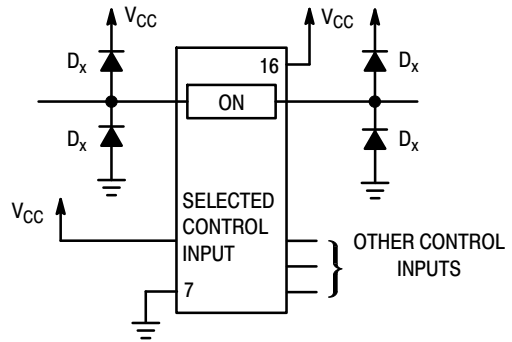 VCC
VCC
Dx
16
Dx
ON
Dx
Dx
VCC
SELECTED
CONTROL
INPUT
OTHER CONTROL
INPUTS
7